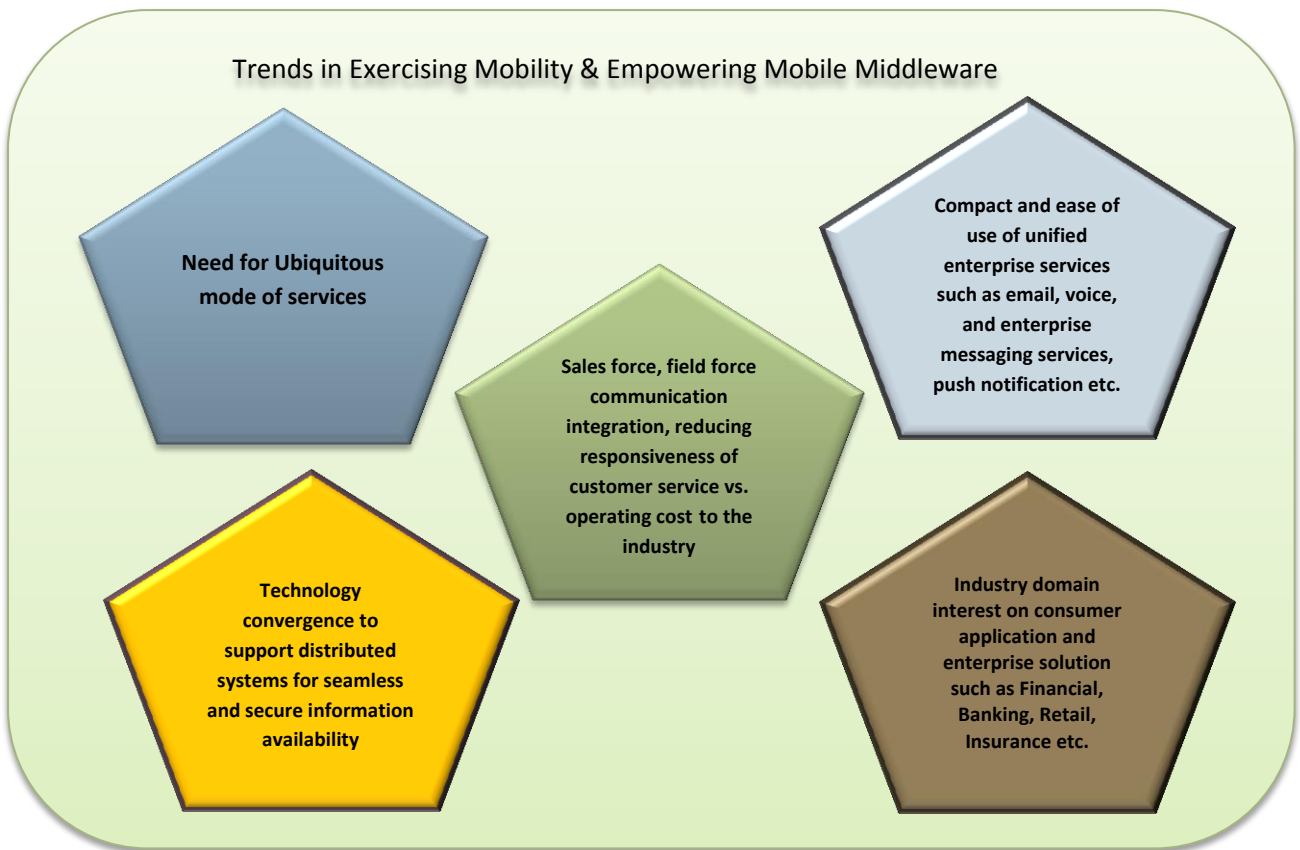 Trends in Exercising Mobility & Empowering Mobile Middleware
Need for Ubiquitous
mode of services
Compact and ease of
use of unified
enterprise services
such as email, voice,
and enterprise
messaging services,
push notification etc.
Sales force, field force
communication
integration, reducing
responsiveness of
customer service vs.
operating cost to the
industry
Technology
convergence to
support distributed
systems for seamless
and secure information
availability
Industry domain
interest on consumer
application and
enterprise solution
such as Financial,
Banking, Retail,
Insurance etc.